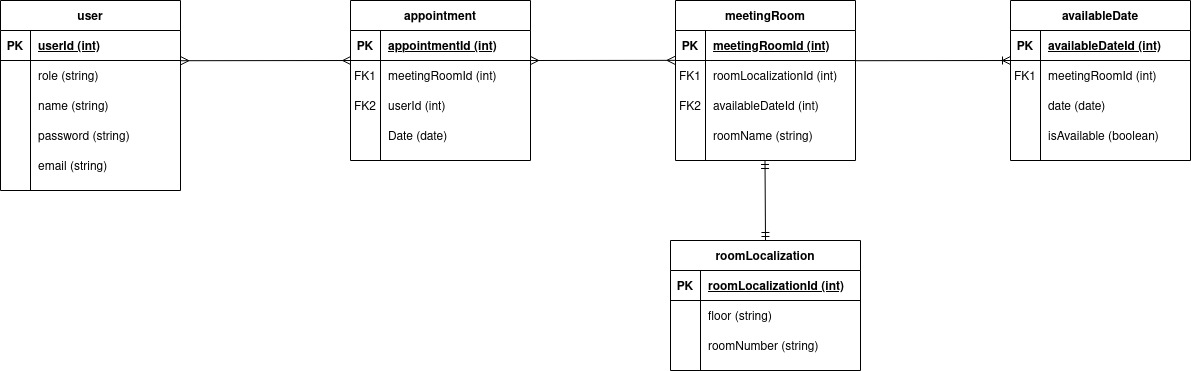 user
PK userId (int)
role (string)
name (string)
password (string)
email (string)
appointment
PK appointmentId (int)
FK1 meetingRoomId (int)
FK2 userId (int)
Date (date)
meetingRoom
PK meetingRoomId (int)
FK1 roomLocalizationId (int)
FK2 availableDateId (int)
roomName (string)
availableDate
PK availableDateId (int)
FK1 meetingRoomId (int)
date (date)
isAvailable (boolean)
roomLocalization
PK roomLocalizationId (int)
floor (string)
roomNumber (string)